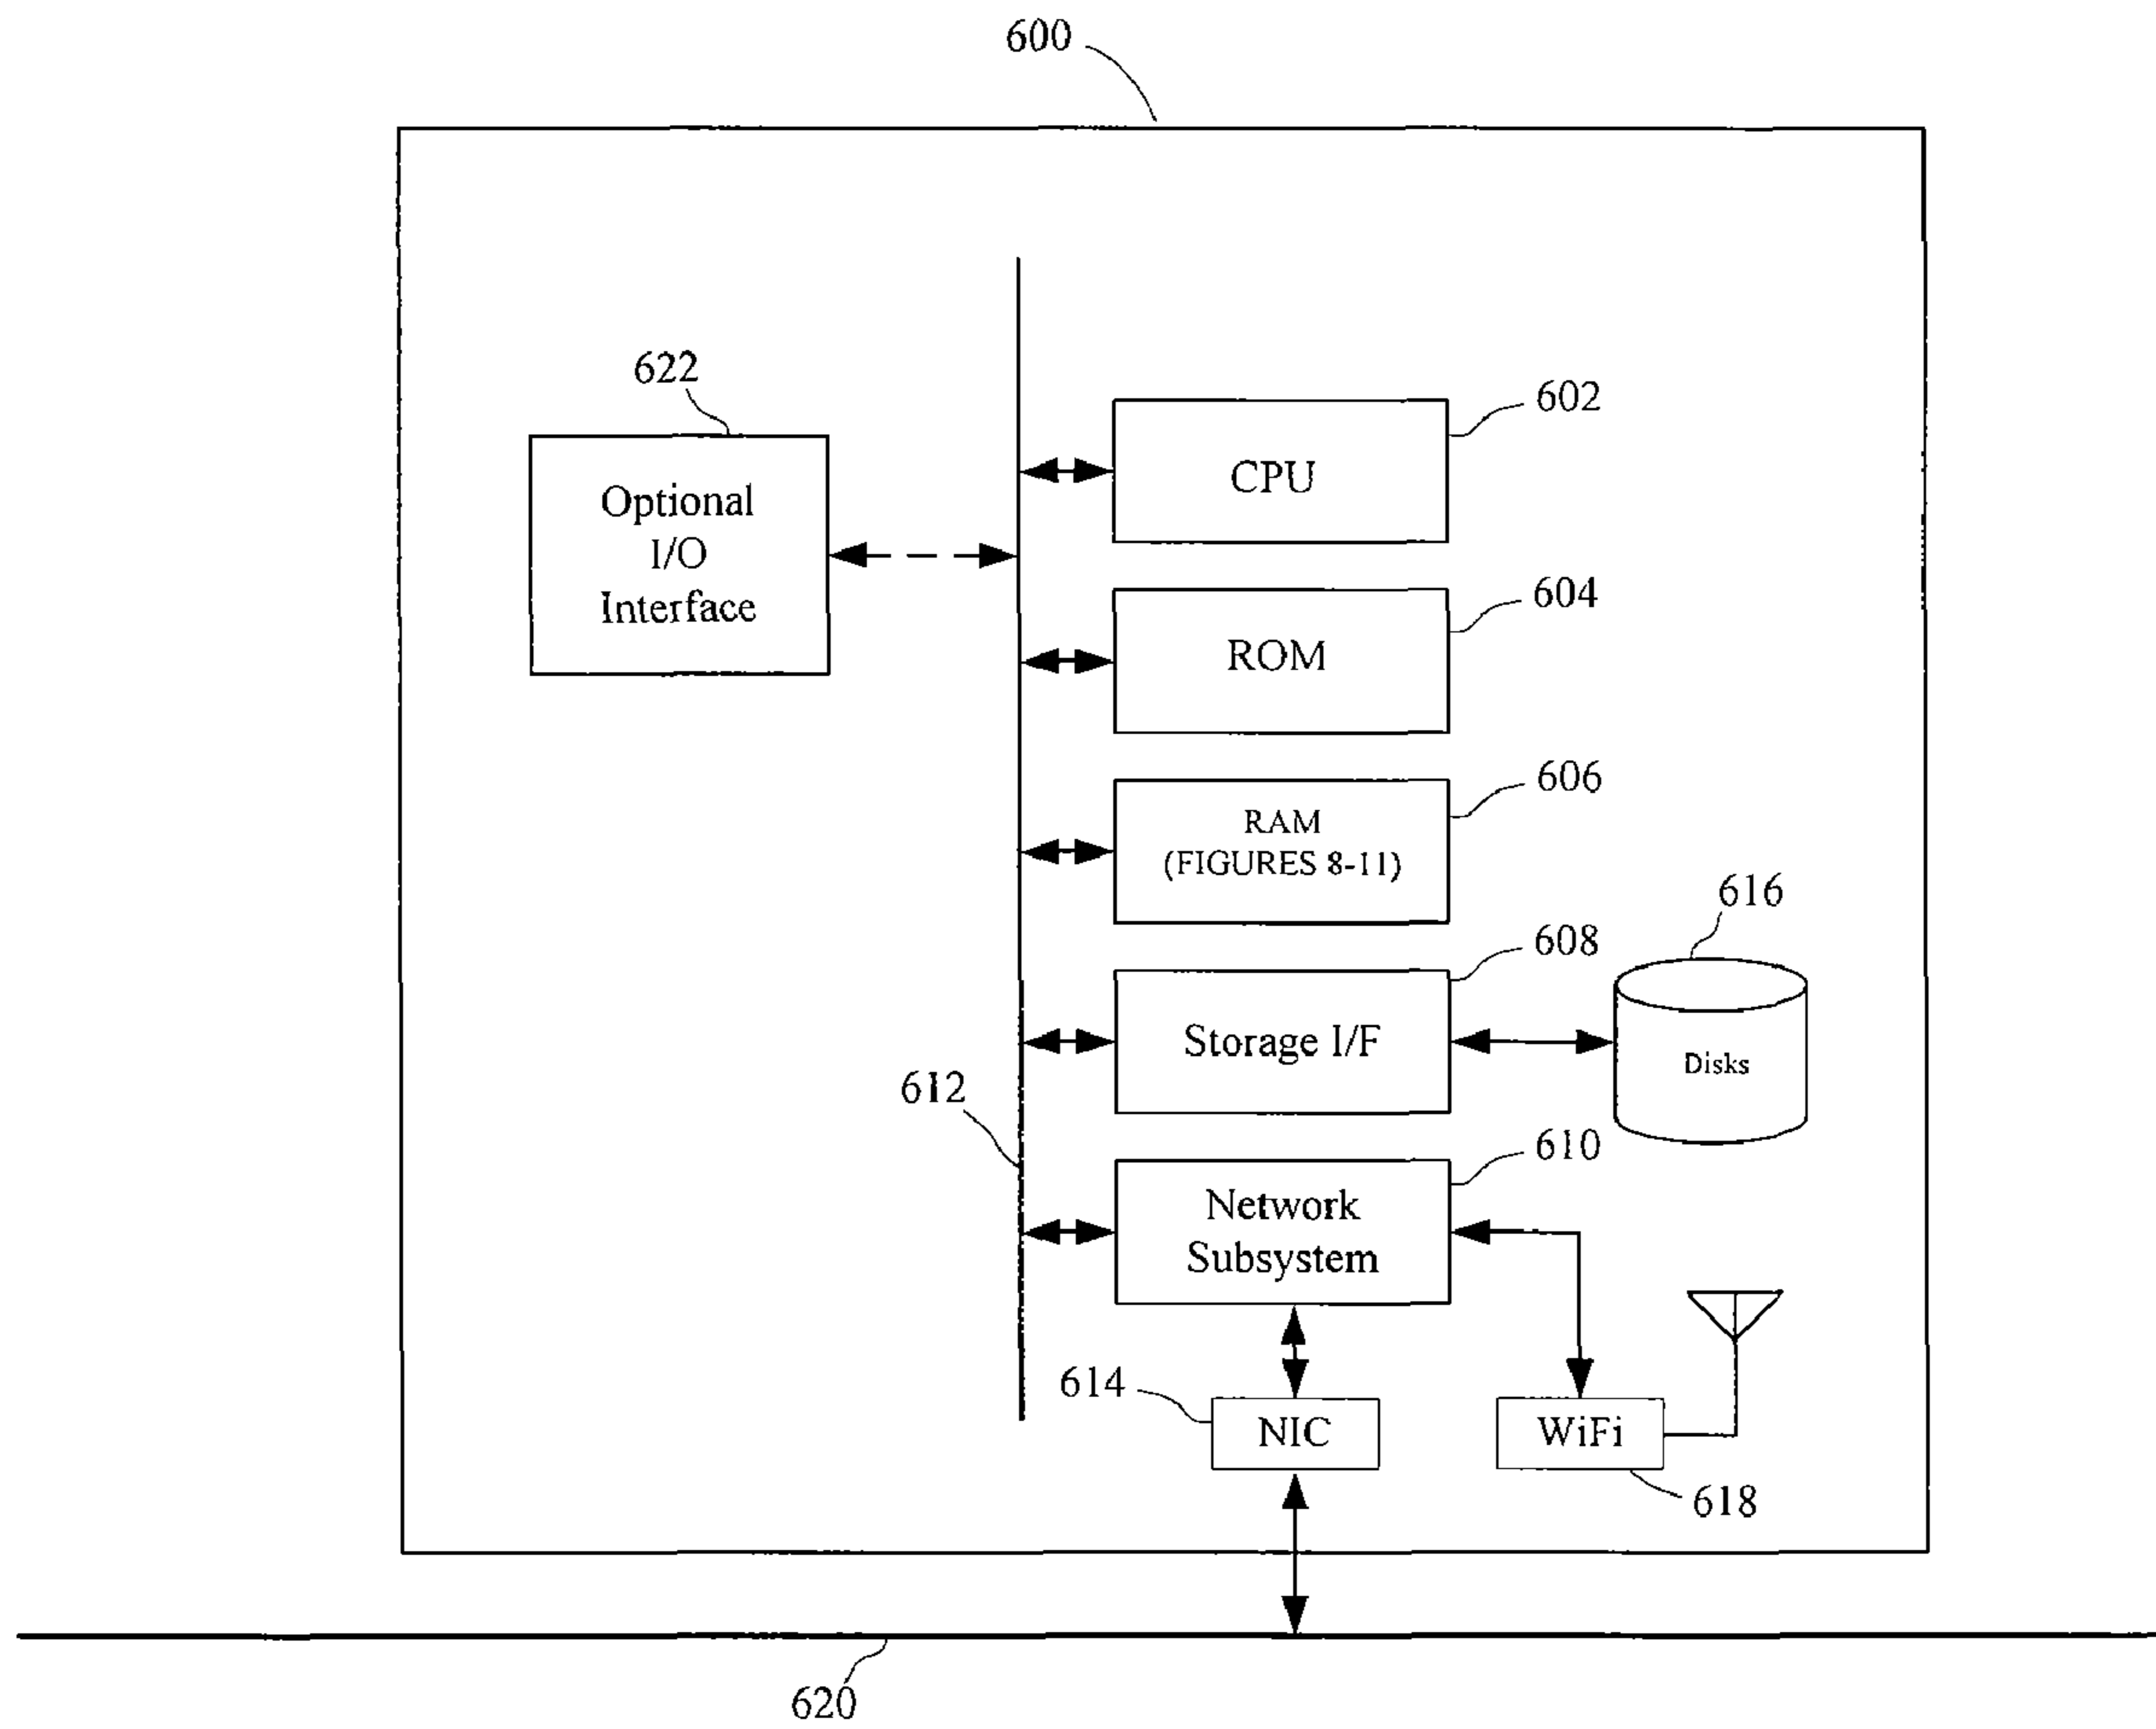 600
622
Optional
I/O
Interface
602
CPU
604
ROM
606
RAM
(FIGURES 8-11)
608
Storage I/F
616
Disks
612
610
Network
Subsystem
614
NIC
WiFi
618
620